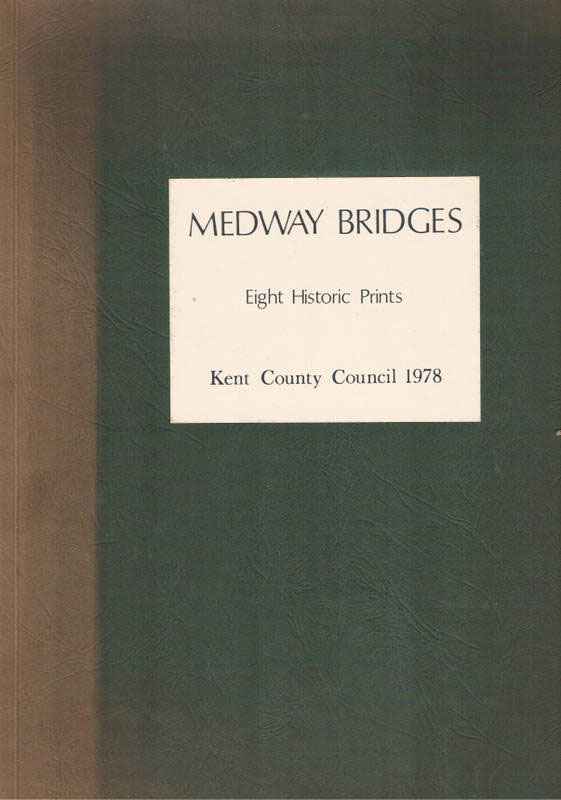 MEDWAY BRIDGES
Eight Historic Prints
Kent County Council 1978